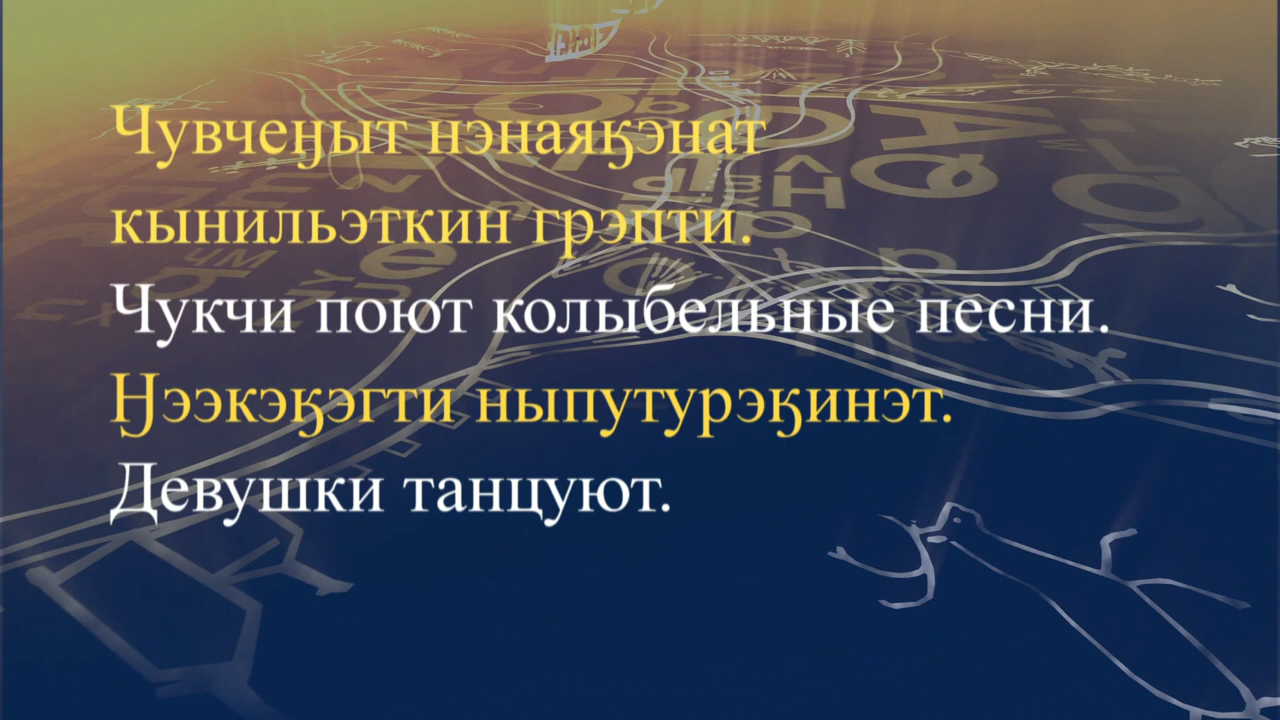 Чувчеӈыт нэнаяӄэнат
кынильэткин грэпти.
Чукчи поют колыбельные песни.
Ӈээкэӄэгти ныпутурэӄинэт.
Девушки танцуют.